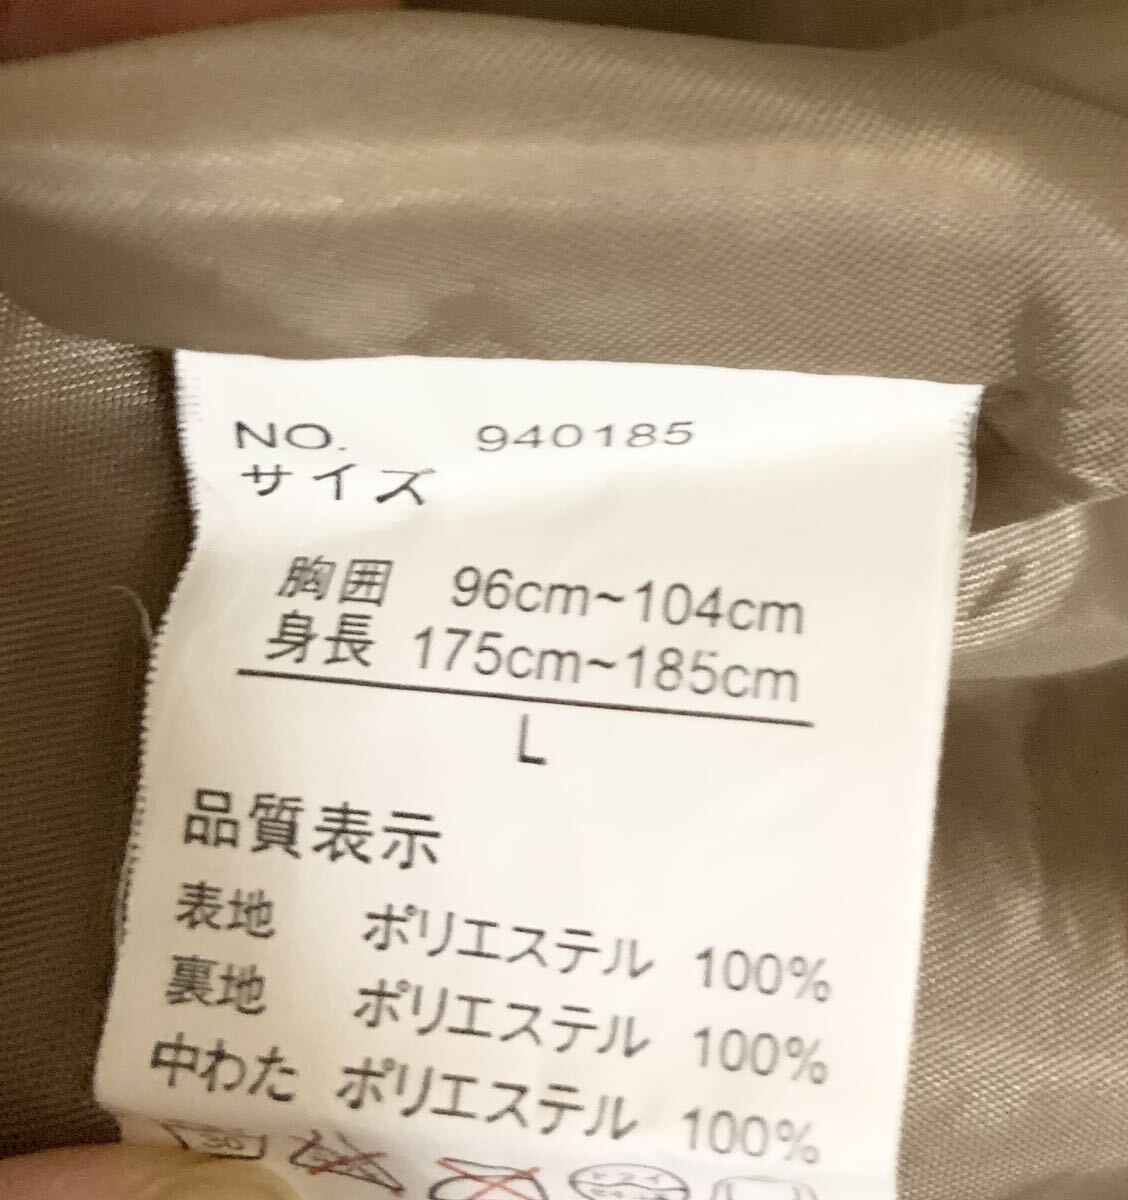 NO. 940185
サイズ
胸囲 96cm~104cm
身長 175cm~185cm
L
品質表示
表地 ポリエステル 100%
裏地 ポリエステル 100%
中わた ポリエステル 100%